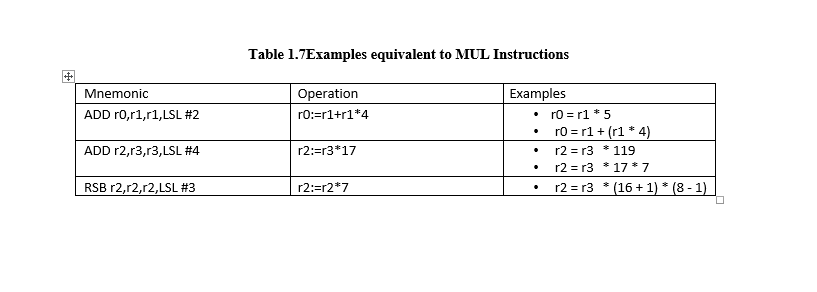 Table 1.7Examples equivalent to MUL Instructions
Mnemonic Operation Examples
ADD r0,r1,r1,LSL #2 r0:=r1+r1*4 • r0 = r1 * 5
• r0 = r1 + (r1 * 4)
ADD r2,r3,r3,LSL #4 r2:=r3*17 • r2 = r3 * 119
• r2 = r3 * 17 * 7
RSB r2,r2,r2,LSL #3 r2:=r2*7 • r2 = r3 * (16 + 1) * (8 - 1)